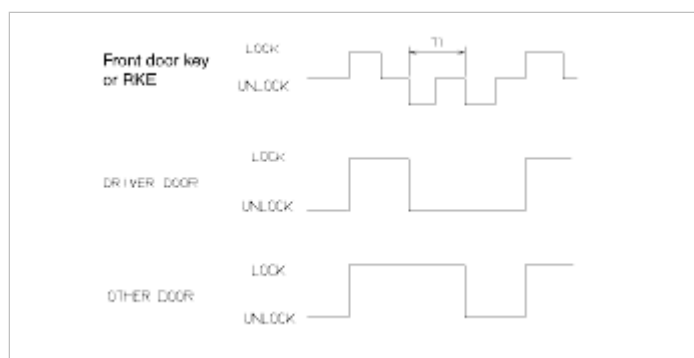 Front door key
or RKE
LOCK
UNLOCK
T1
DRIVER DOOR
LOCK
UNLOCK
OTHER DOOR
LOCK
UNLOCK